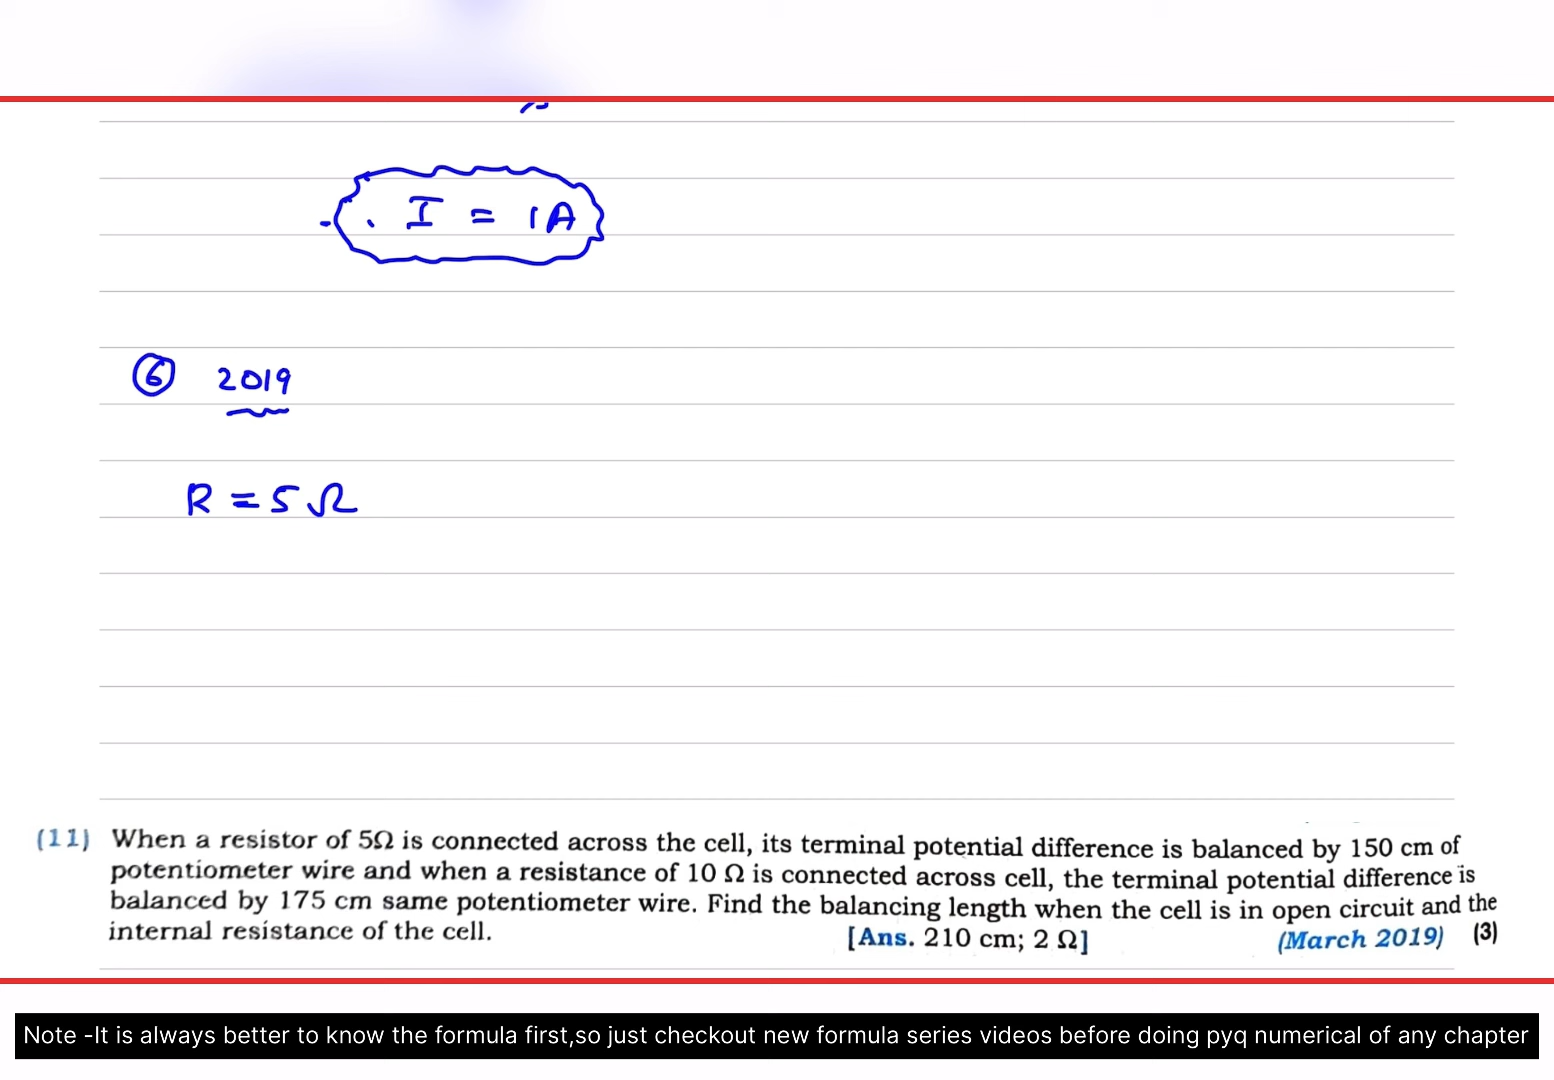 . I = 1A
6 2019
R = 5 Ω
(11) When a resistor of 5Ω is connected across the cell, its terminal potential difference is balanced by 150 cm of
potentiometer wire and when a resistance of 10 Ω is connected across cell, the terminal potential difference is
balanced by 175 cm same potentiometer wire. Find the balancing length when the cell is in open circuit and the
internal resistance of the cell. [Ans. 210 cm; 2 Ω] (March 2019) (3)
Note -It is always better to know the formula first,so just checkout new formula series videos before doing pyq numerical of any chapter